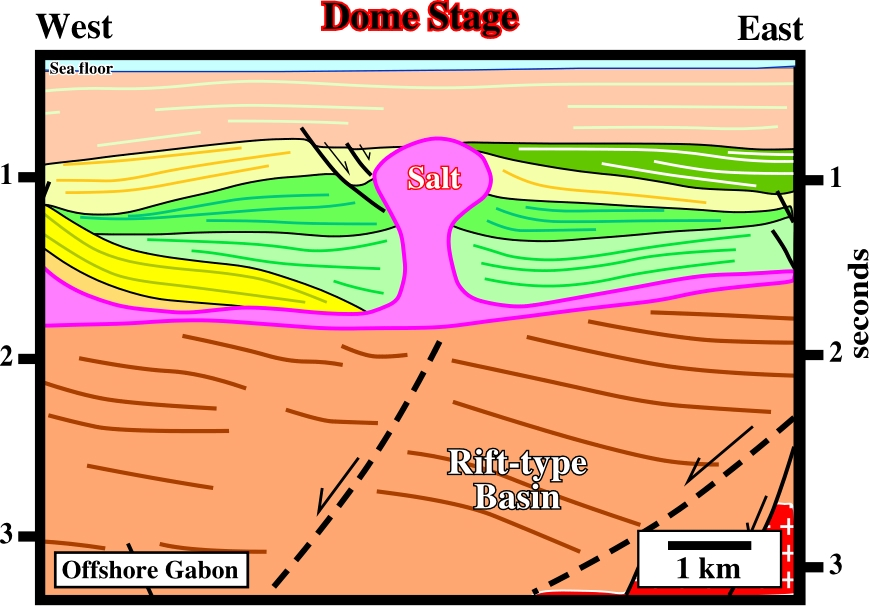 Dome Stage
West
East
Sea floor
1
1
Salt
seconds
2
2
Rift-type
Basin
3
3
Offshore Gabon
1 km